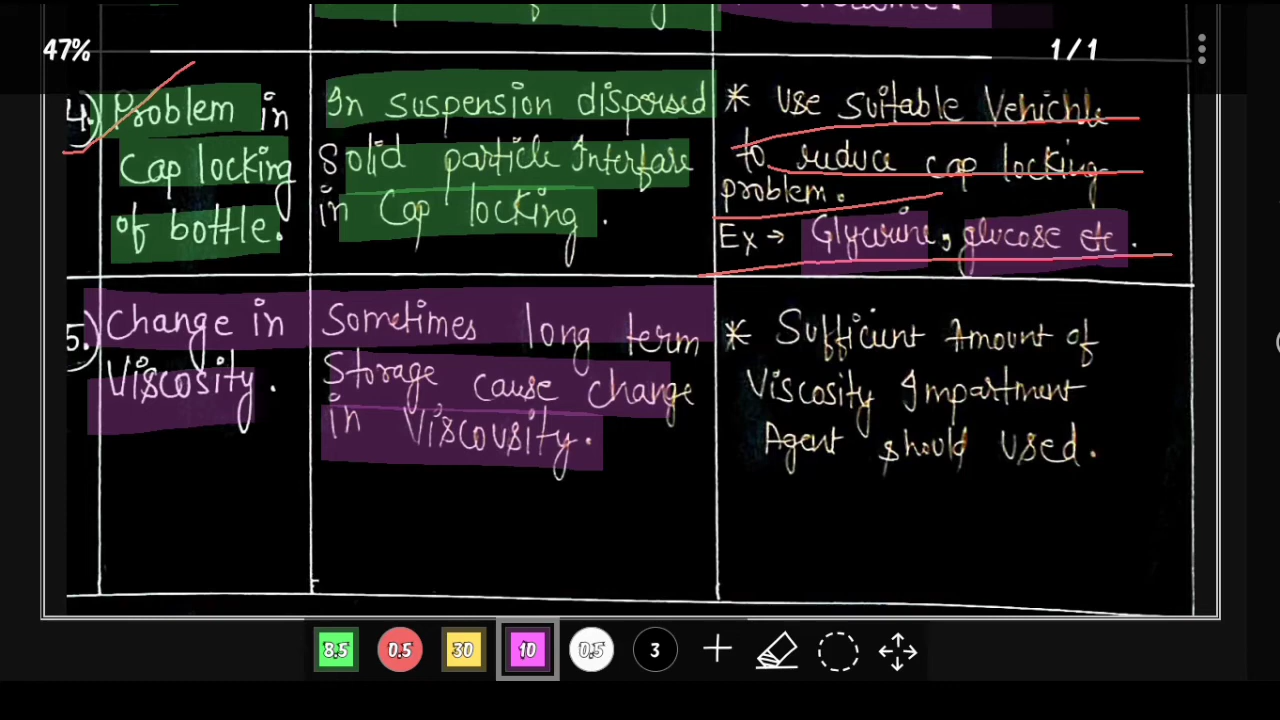 47%
1/1
4.) Problem in
Cap locking
of bottle.
In suspension dispersed
Solid particle Interfare
in Cap locking.
* Use Suitable Vehichle
to reduce cap locking
problem.
Ex → Glycerine, glucose etc.
5.) Change in
Viscosity.
Sometimes long term
Storage cause change
in Viscousity.
* Sufficient Amount of
Viscosity Impartment
Agent should used.
8.5 0.5 30 10 0.5 3